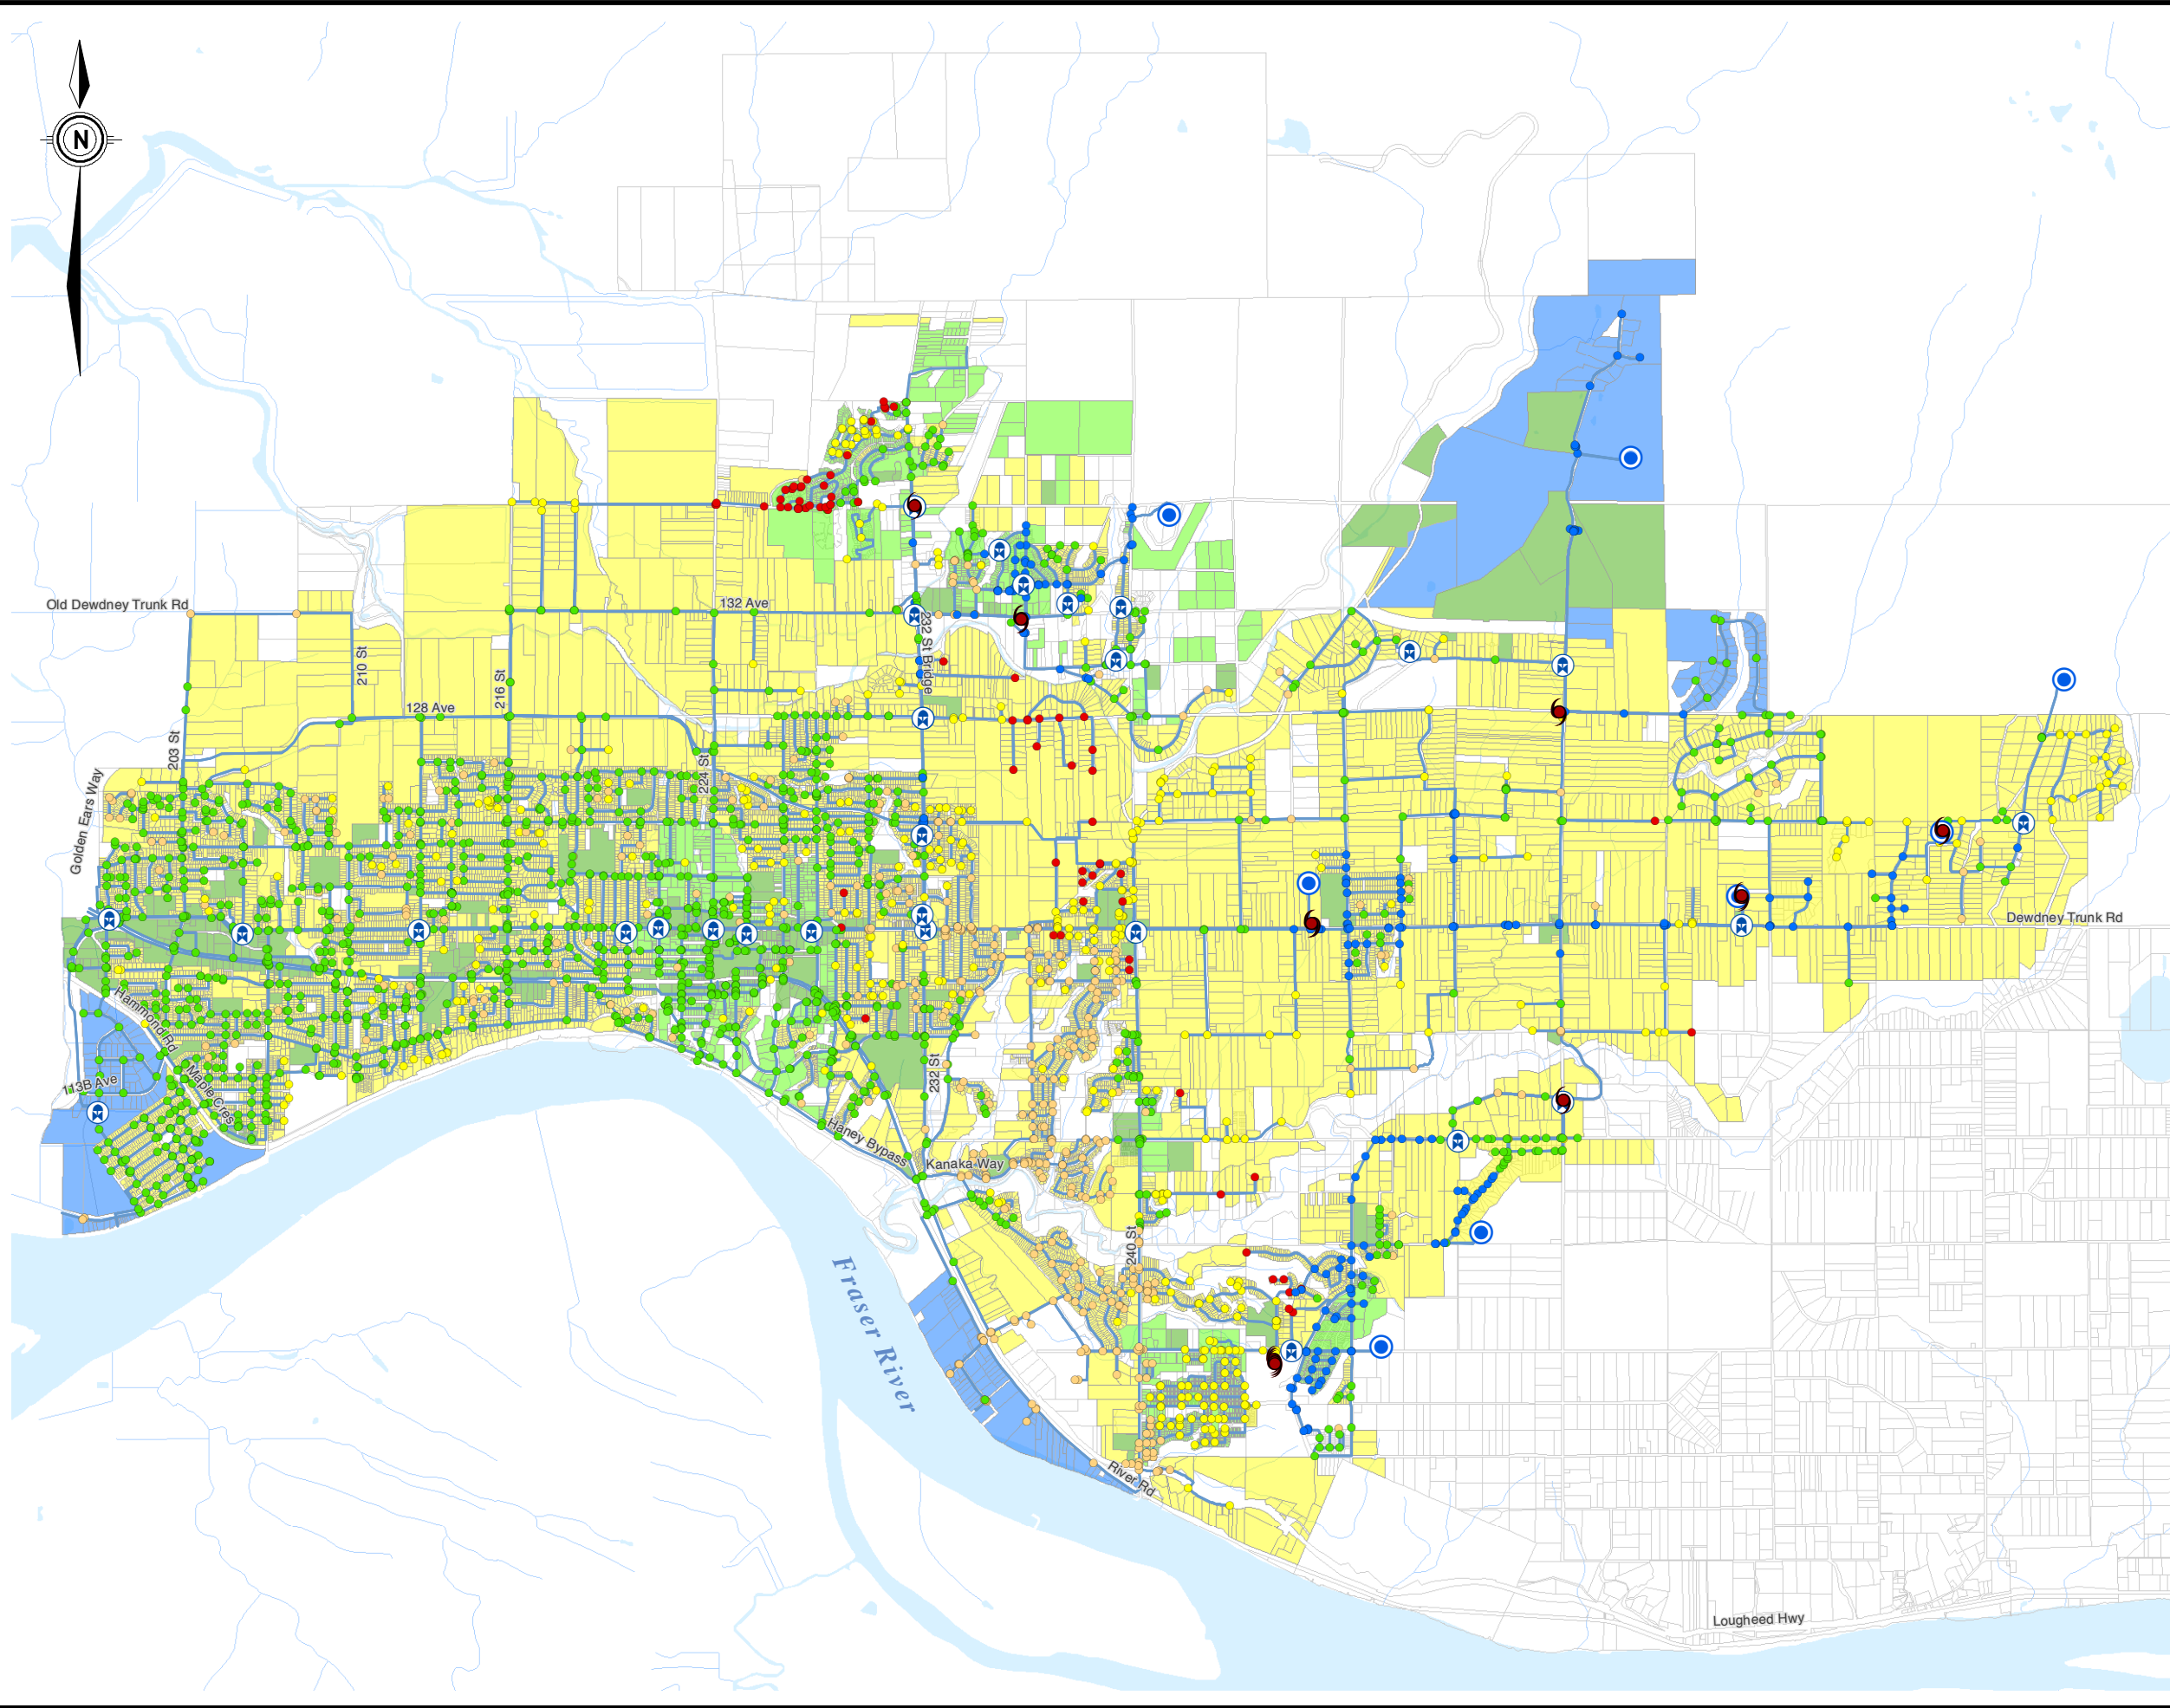 N
Old Dewdney Trunk Rd
132 Ave
232 St Bridge
210 St
216 St
128 Ave
203 St
224 St
Golden Ears Way
Dewdney Trunk Rd
Hammond Rd
113B Ave
Maple Cres
232 St
Haney Bypass
Kanaka Way
240 St
Fraser River
River Rd
Lougheed Hwy